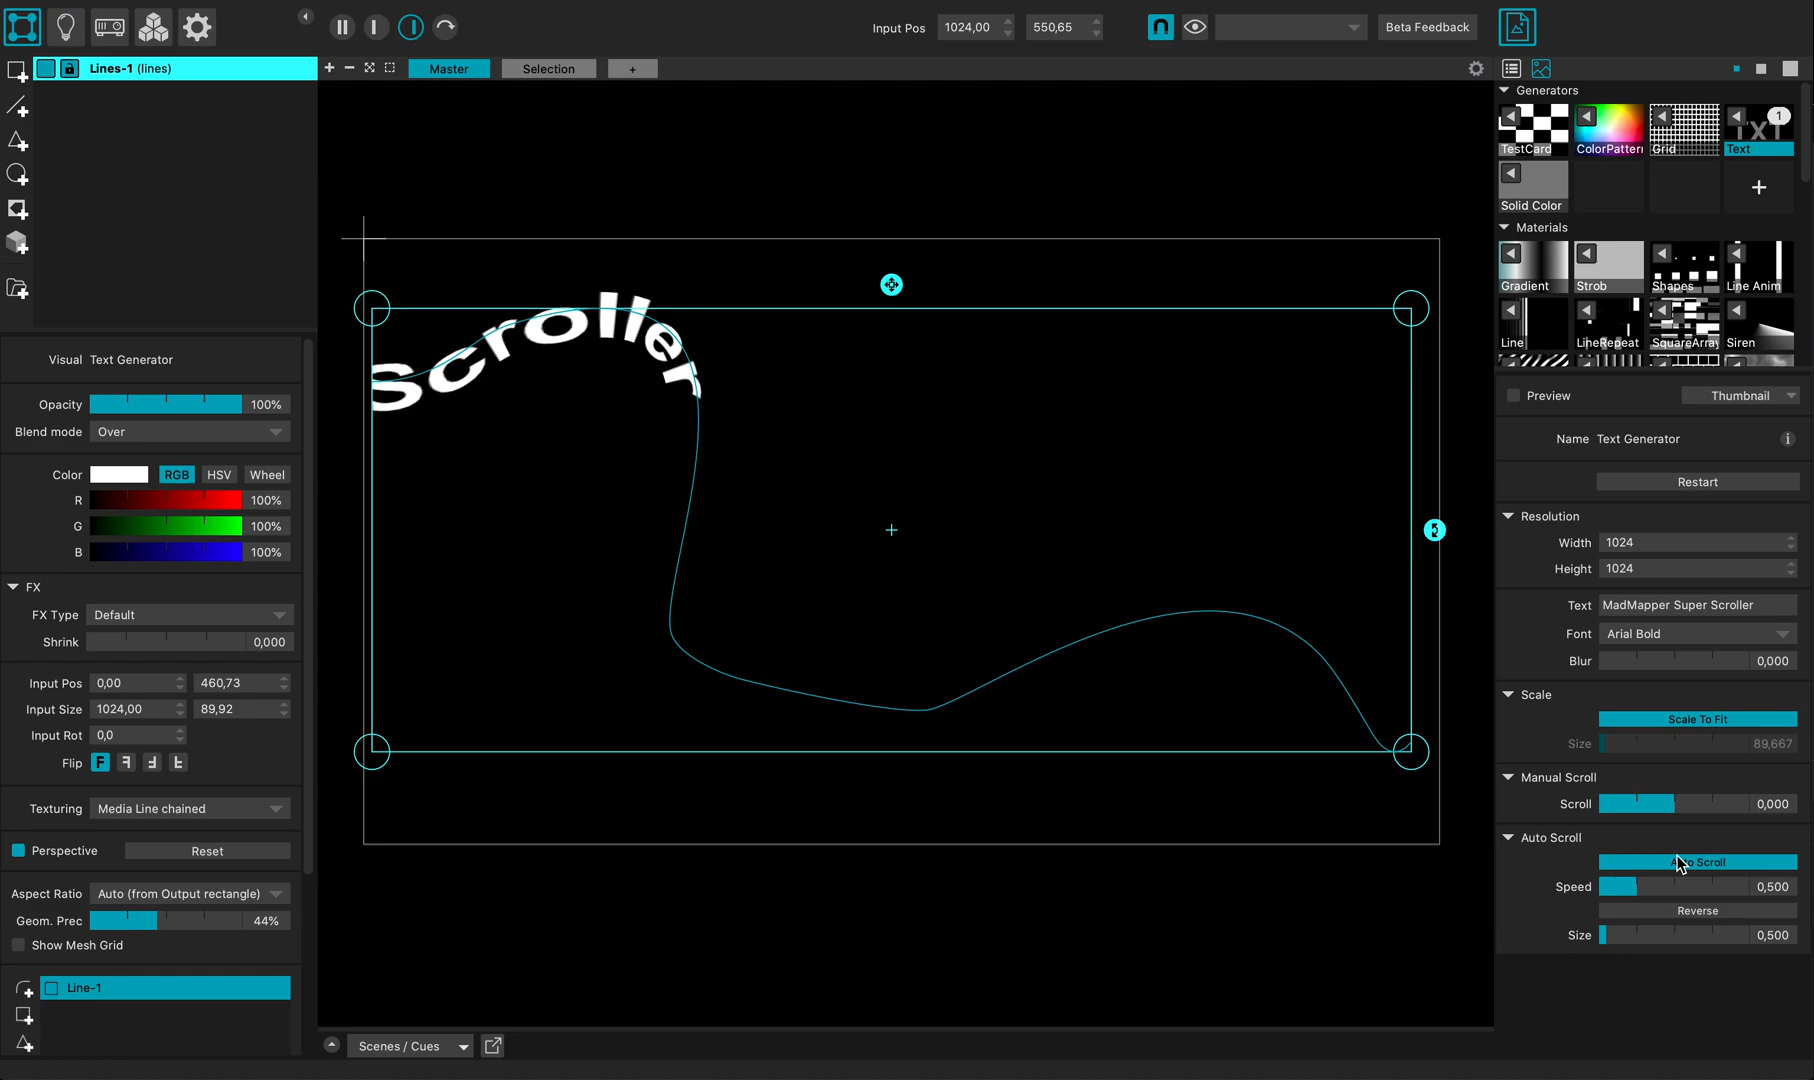 Input Pos 1024,00 550,65 Beta Feedback
Lines-1 (lines)
Master Selection +
Generators
TestCard ColorPattern Grid TXT 1 Text
Solid Color +
Materials
Gradient Strob Shapes Line Anim
Line LineRepeat SquareArray Siren
Scroller
Visual Text Generator
Opacity 100%
Blend mode Over
Color RGB HSV Wheel
R 100%
G 100%
B 100%
FX
FX Type Default
Shrink 0,000
Input Pos 0,00 460,73
Input Size 1024,00 89,92
Input Rot 0,0
Flip F
Texturing Media Line chained
Perspective Reset
Aspect Ratio Auto (from Output rectangle)
Geom. Prec 44%
Show Mesh Grid
Line-1
Scenes / Cues
Preview Thumbnail
Name Text Generator i
Restart
Resolution
Width 1024
Height 1024
Text MadMapper Super Scroller
Font Arial Bold
Blur 0,000
Scale
Scale To Fit
Size 89,667
Manual Scroll
Scroll 0,000
Auto Scroll
Auto Scroll
Speed 0,500
Reverse
Size 0,500